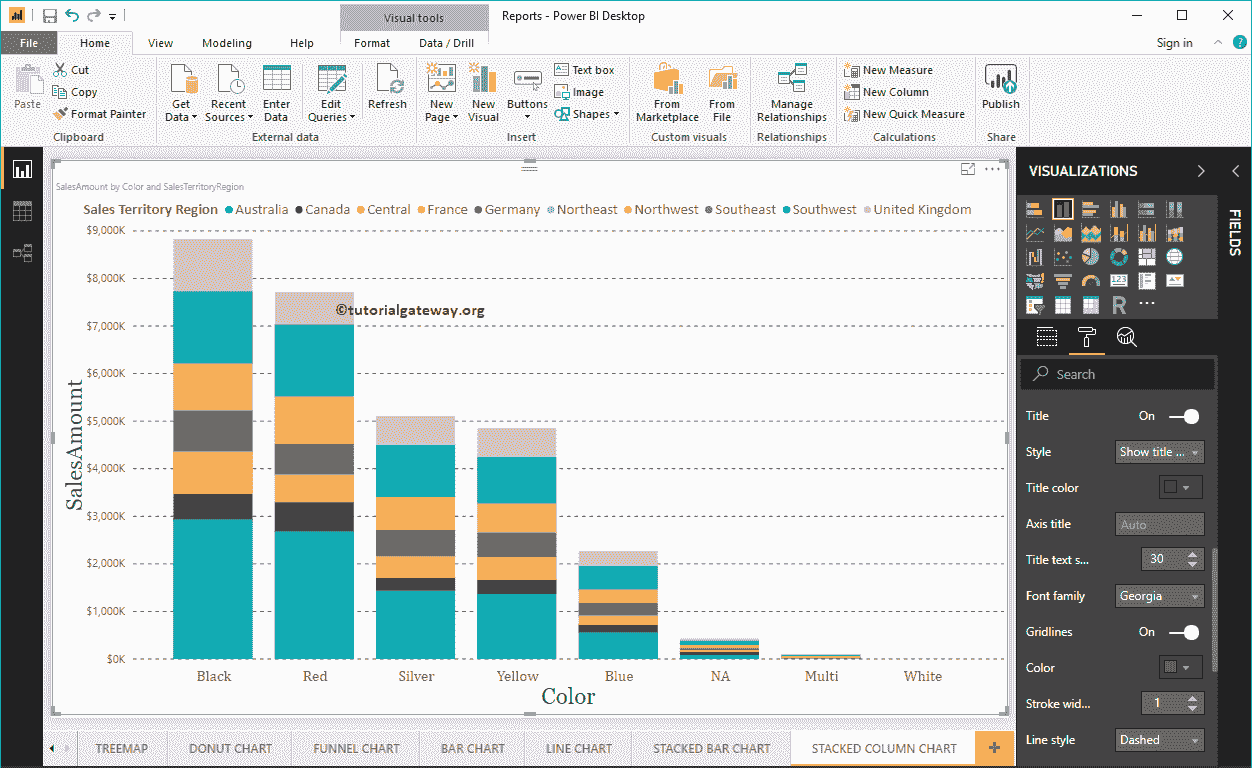 Visual tools
Reports - Power BI Desktop
File Home View Modeling Help Format Data / Drill Sign in ?
Paste
Cut
Copy
Format Painter
Clipboard
Get Data
Recent Sources
Enter Data
Edit Queries
Refresh
External data
New Page
New Visual
Buttons
Text box
Image
Shapes
Insert
From Marketplace
From File
Custom visuals
Manage Relationships
Relationships
New Measure
New Column
New Quick Measure
Calculations
Publish
Share
SalesAmount by Color and SalesTerritoryRegion
Sales Territory Region Australia Canada Central France Germany Northeast Northwest Southeast Southwest United Kingdom
$9,000K
$8,000K
©tutorialgateway.org
$7,000K
$6,000K
$5,000K
$4,000K
$3,000K
$2,000K
$1,000K
$0K
SalesAmount
Black Red Silver Yellow Blue NA Multi White
Color
TREEMAP DONUT CHART FUNNEL CHART BAR CHART LINE CHART STACKED BAR CHART STACKED COLUMN CHART +
VISUALIZATIONS
FIELDS
123
R
Search
Title On
Style Show title ...
Title color
Axis title Auto
Title text s... 30
Font family Georgia
Gridlines On
Color
Stroke wid... 1
Line style Dashed